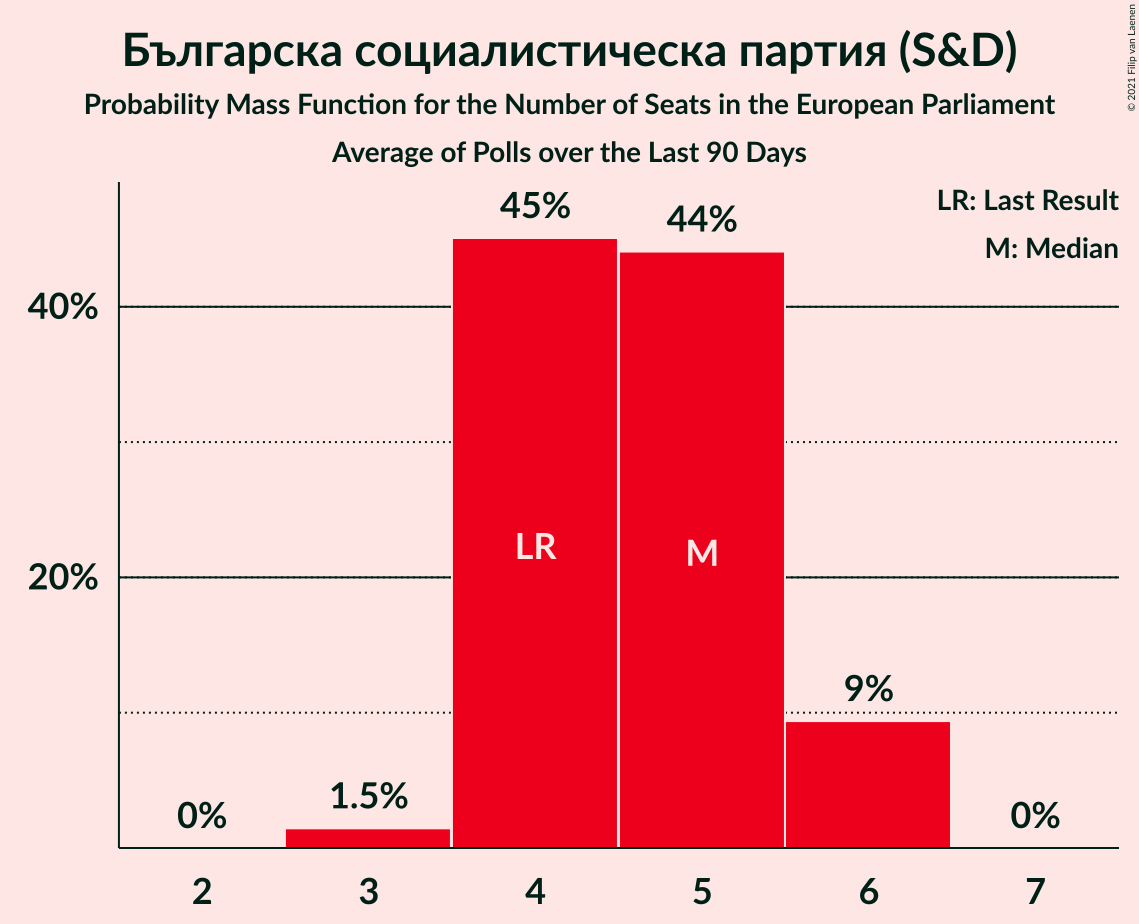 © 2021 Filip van Laenen
Българска социалистическа партия (S&D)
Probability Mass Function for the Number of Seats in the European Parliament
Average of Polls over the Last 90 Days
LR: Last Result
M: Median
45%
44%
40%
LR
M
20%
9%
1.5%
0%
0%
2 3 4 5 6 7